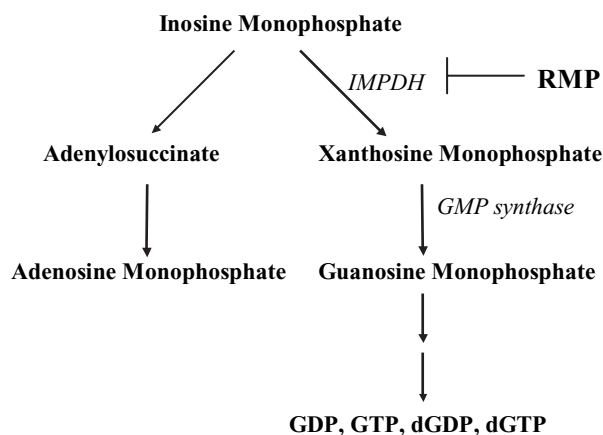 Inosine Monophosphate
IMPDH
RMP
Adenylosuccinate
Xanthosine Monophosphate
GMP synthase
Adenosine Monophosphate
Guanosine Monophosphate
GDP, GTP, dGDP, dGTP